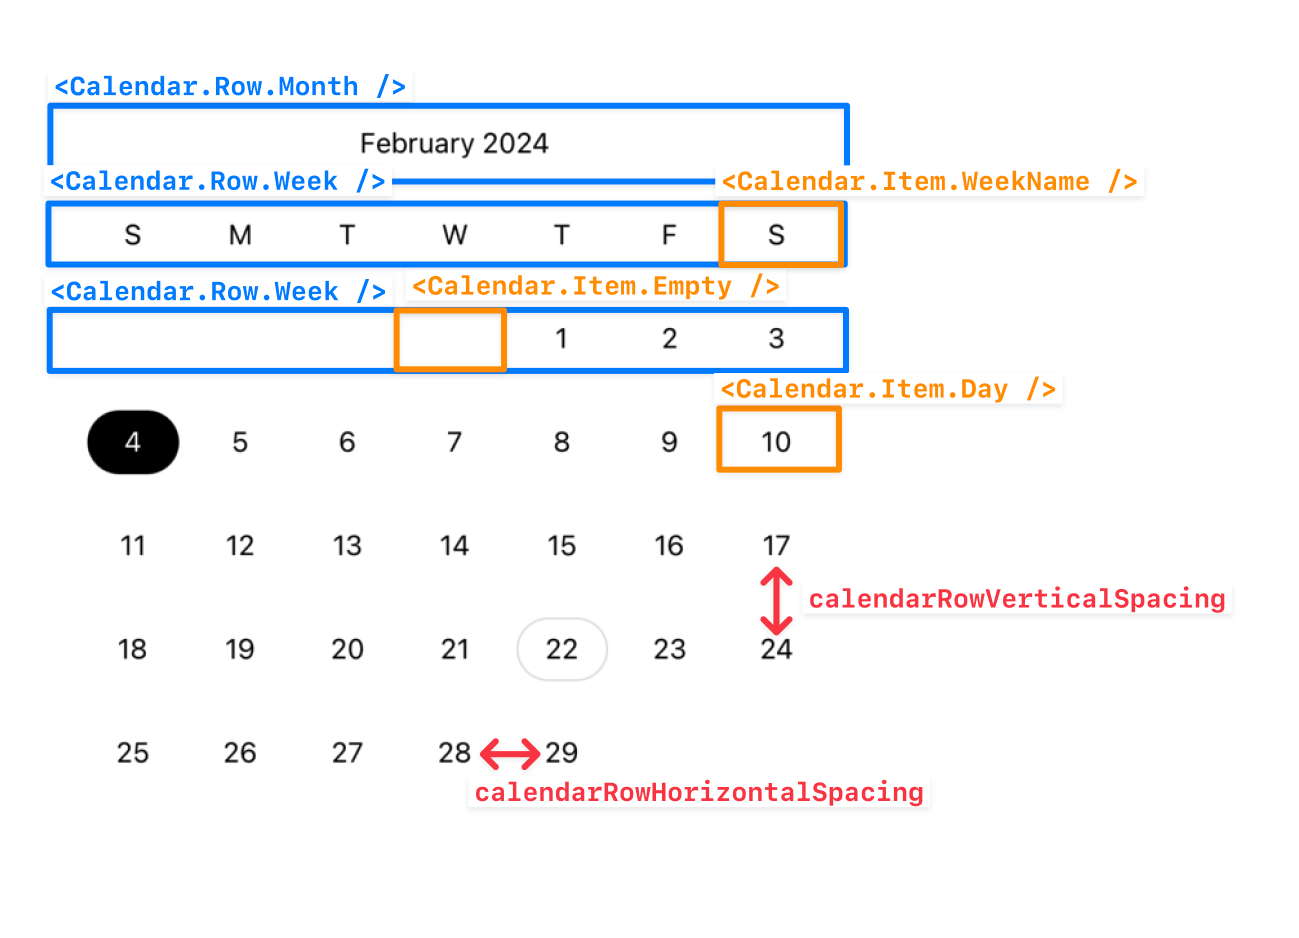 <Calendar.Row.Month />
February 2024
<Calendar.Row.Week /> <Calendar.Item.WeekName />
S M T W T F S
<Calendar.Row.Week /> <Calendar.Item.Empty />
1 2 3
<Calendar.Item.Day />
4 5 6 7 8 9 10
11 12 13 14 15 16 17
calendarRowVerticalSpacing
18 19 20 21 22 23 24
25 26 27 28 29
calendarRowHorizontalSpacing